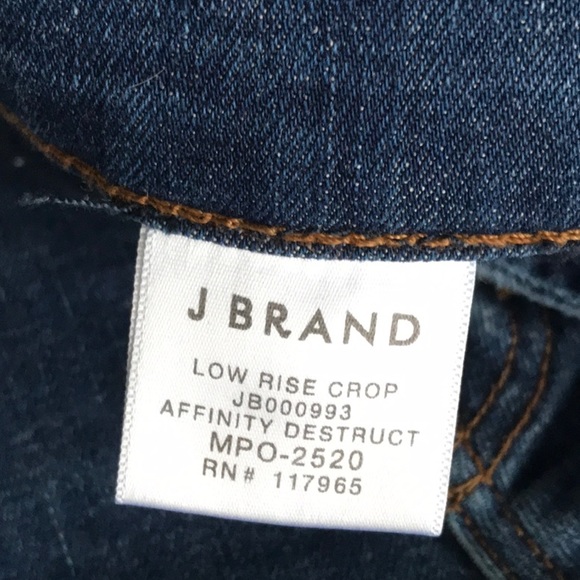 J BRAND
LOW RISE CROP
JB000993
AFFINITY DESTRUCT
MPO-2520
RN# 117965